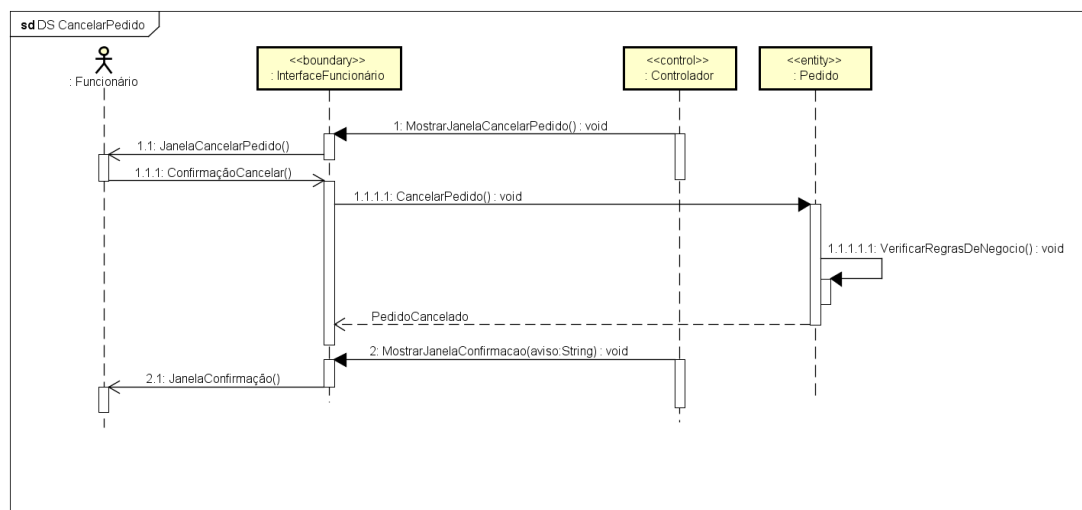 sd DS CancelarPedido
<<boundary>>
: InterfaceFuncionário
<<control>>
: Controlador
<<entity>>
: Pedido
: Funcionário
1: MostrarJanelaCancelarPedido() : void
1.1: JanelaCancelarPedido()
1.1.1: ConfirmaçãoCancelar()
1.1.1.1: CancelarPedido() : void
1.1.1.1.1: VerificarRegrasDeNegocio() : void
PedidoCancelado
2: MostrarJanelaConfirmacao(aviso:String) : void
2.1: JanelaConfirmação()